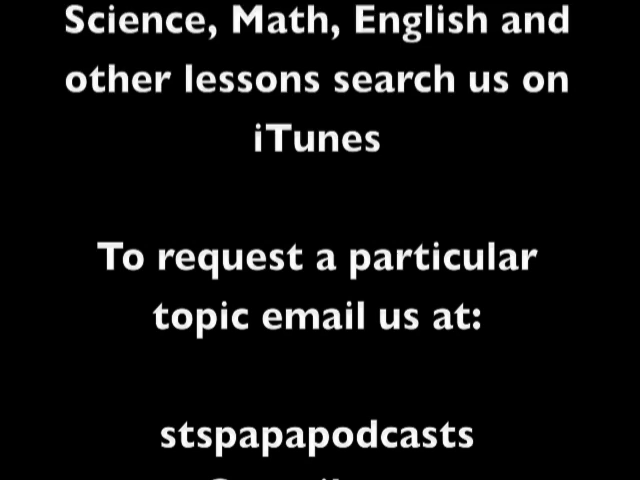 Science, Math, English and
other lessons search us on
iTunes
To request a particular
topic email us at:
stspapapodcasts